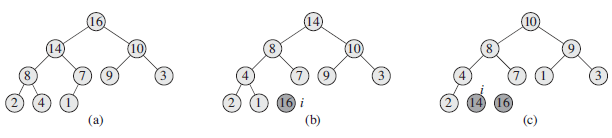 16
14 10
8 7 9 3
2 4 1
(a)
14
8 10
4 7 9 3
2 1 16 i
(b)
10
8 9
4 7 1 3
i
2 14 16
(c)